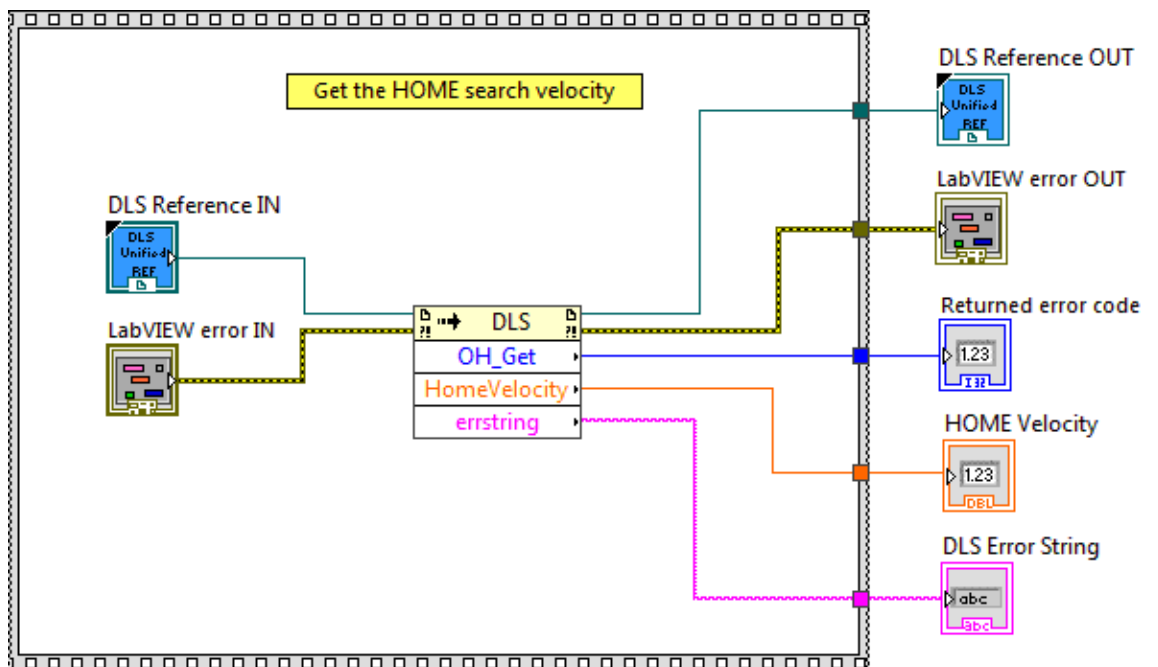 DLS Reference OUT
Get the HOME search velocity
DLS
Unified
REF
LabVIEW error OUT
DLS Reference IN
DLS
Unified
REF
LabVIEW error IN
Returned error code
1.23
I32
?! DLS ?!
OH_Get
HomeVelocity
errstring
HOME Velocity
1.23
DBL
DLS Error String
abc
abc